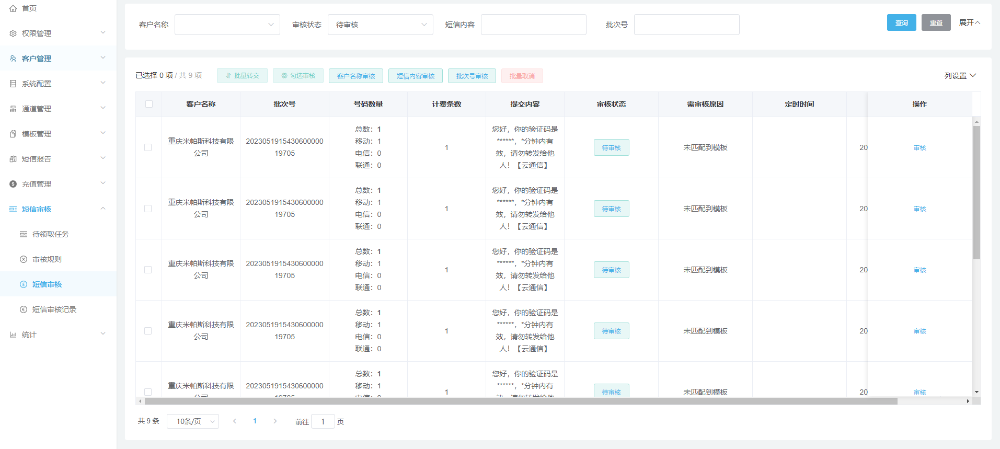 首页
权限管理
客户管理
系统配置
通道管理
模板管理
短信报告
充值管理
短信审核
待领取任务
审核规则
短信审核
短信审核记录
统计
客户名称
审核状态 待审核
短信内容
批次号
查询 重置 展开
已选择 0 项 / 共 9 项 批量转交 勾选审核 客户名称审核 短信内容审核 批次号审核 批量取消 列设置
客户名称 批次号 号码数量 计费条数 提交内容 审核状态 需审核原因 定时时间 操作
总数：1 您好，你的验证码是
重庆米帕斯科技有限 2023051915430600000 移动：1 ******，*分钟内有
1 待审核 未匹配到模板 20 审核
公司 19705 电信：0 效，请勿转发给他
联通：0 人！【云通信】
总数：1 您好，你的验证码是
重庆米帕斯科技有限 2023051915430600000 移动：1 ******，*分钟内有
1 待审核 未匹配到模板 20 审核
公司 19705 电信：0 效，请勿转发给他
联通：0 人！【云通信】
总数：1 您好，你的验证码是
重庆米帕斯科技有限 2023051915430600000 移动：1 ******，*分钟内有
1 待审核 未匹配到模板 20 审核
公司 19705 电信：0 效，请勿转发给他
联通：0 人！【云通信】
总数：1 您好，你的验证码是
重庆米帕斯科技有限 2023051915430600000 移动：1 ******，*分钟内有
1 待审核 未匹配到模板 20 审核
公司 19705 电信：0 效，请勿转发给他
联通：0 人！【云通信】
总数：1 您好，你的验证码是
重庆米帕斯科技有限 2023051915430600000 移动：1 ******，*分钟内有
1 待审核 未匹配到模板 20 审核
共 9 条 10条/页 1 前往 1 页